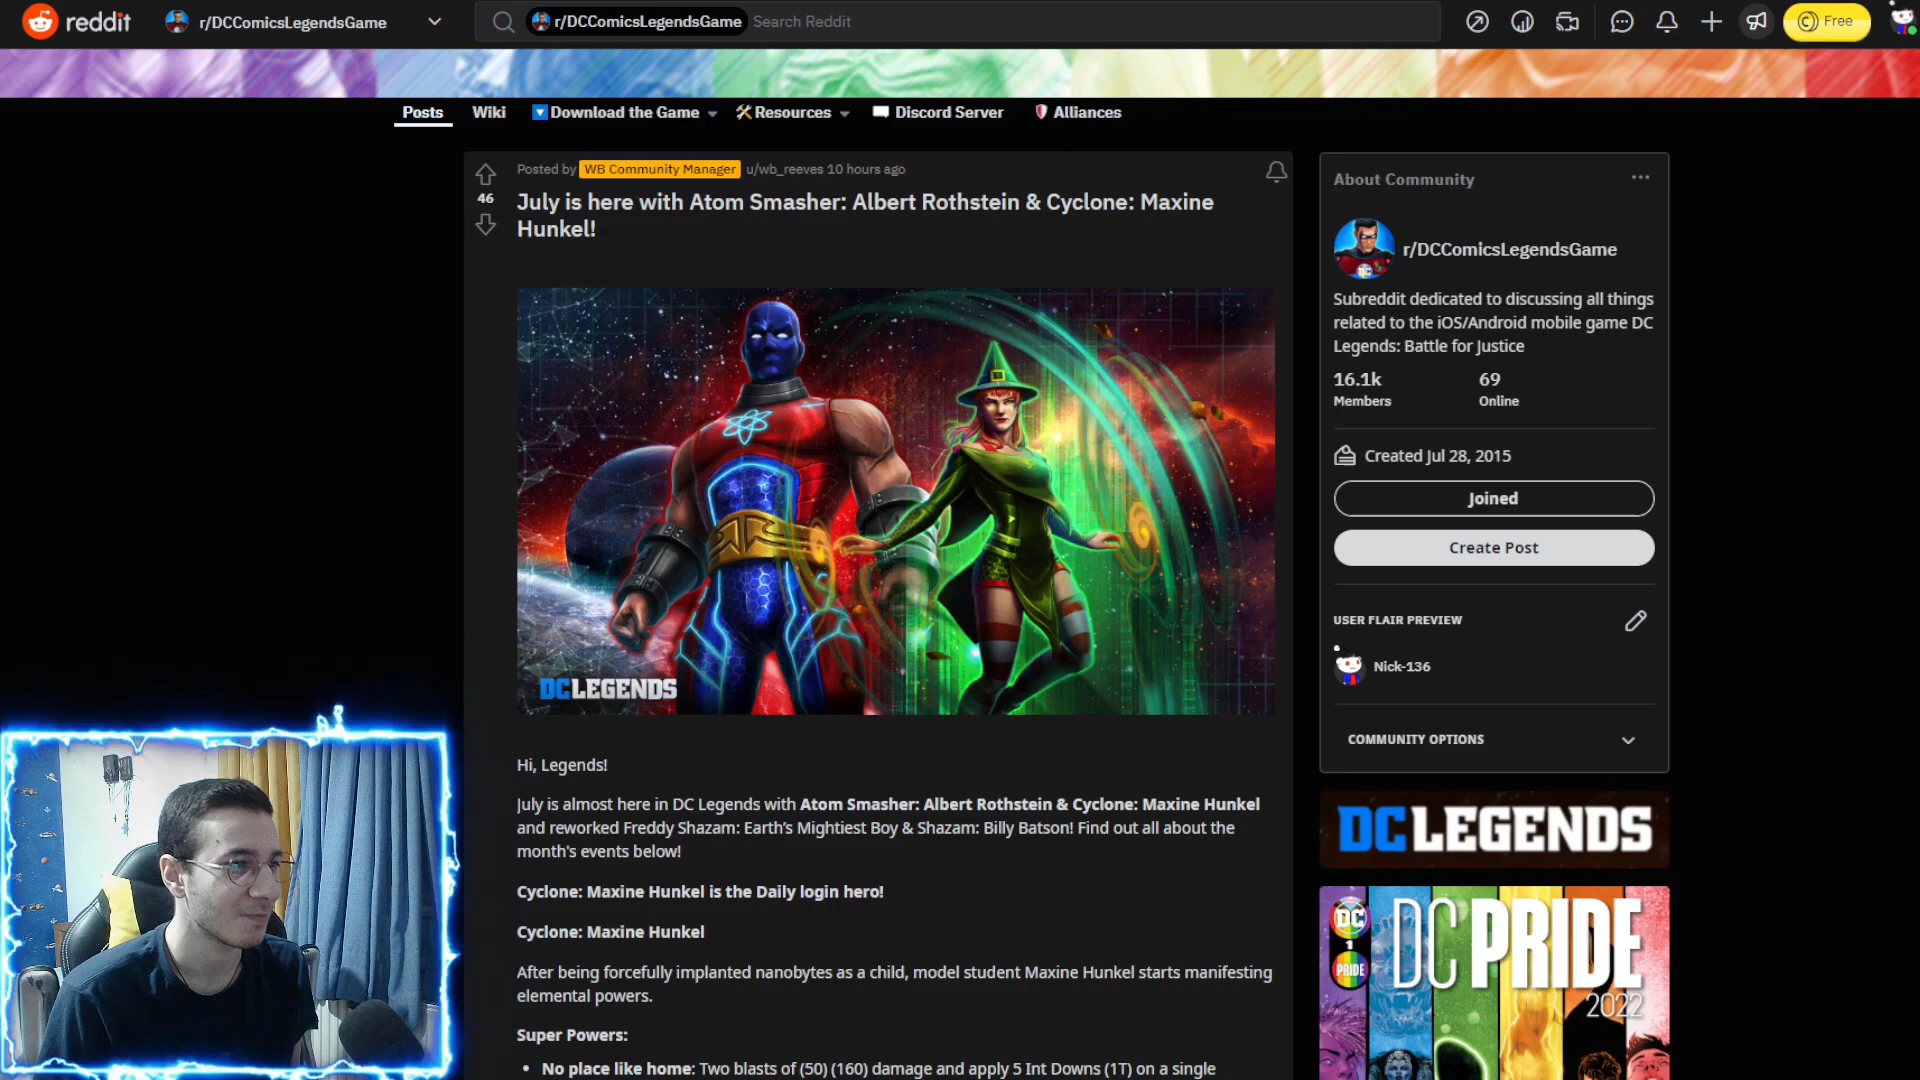 reddit
r/DCComicsLegendsGame
r/DCComicsLegendsGame Search Reddit
Free
Posts
Wiki
Download the Game
Resources
Discord Server
Alliances
Posted by WB Community Manager u/wb_reeves 10 hours ago
46
July is here with Atom Smasher: Albert Rothstein & Cyclone: Maxine
Hunkel!
DCLEGENDS
Hi, Legends!
July is almost here in DC Legends with Atom Smasher: Albert Rothstein & Cyclone: Maxine Hunkel
and reworked Freddy Shazam: Earth's Mightiest Boy & Shazam: Billy Batson! Find out all about the
month's events below!
Cyclone: Maxine Hunkel is the Daily login hero!
Cyclone: Maxine Hunkel
After being forcefully implanted nanobytes as a child, model student Maxine Hunkel starts manifesting
elemental powers.
Super Powers:
• No place like home: Two blasts of (50) (160) damage and apply 5 Int Downs (1T) on a single
About Community
r/DCComicsLegendsGame
Subreddit dedicated to discussing all things
related to the iOS/Android mobile game DC
Legends: Battle for Justice
16.1k
Members
69
Online
Created Jul 28, 2015
Joined
Create Post
USER FLAIR PREVIEW
Nick-136
COMMUNITY OPTIONS
DCLEGENDS
DC
1
PRIDE
DC PRIDE
2022